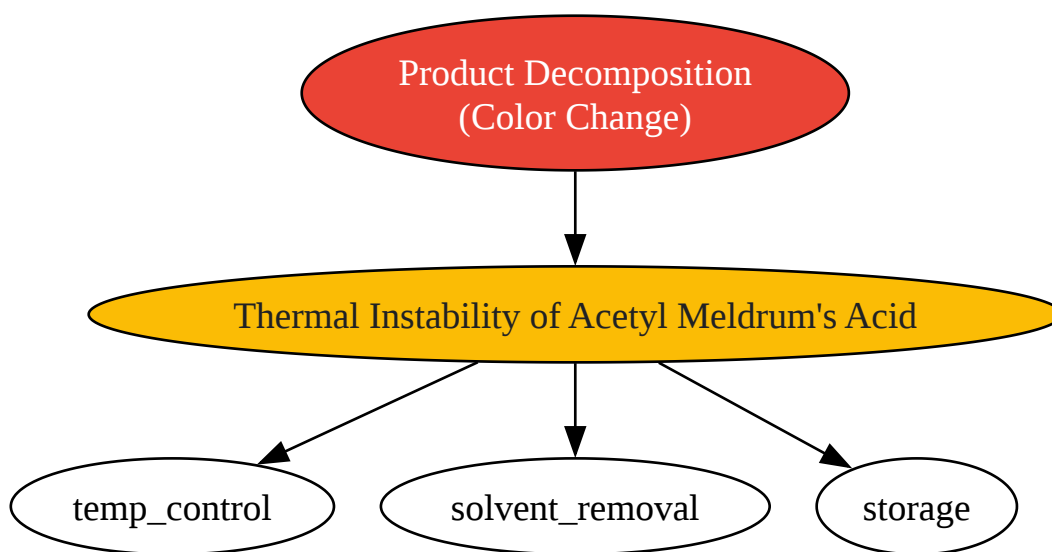 Product Decomposition
(Color Change)
Thermal Instability of Acetyl Meldrum's Acid
temp_control
solvent_removal
storage